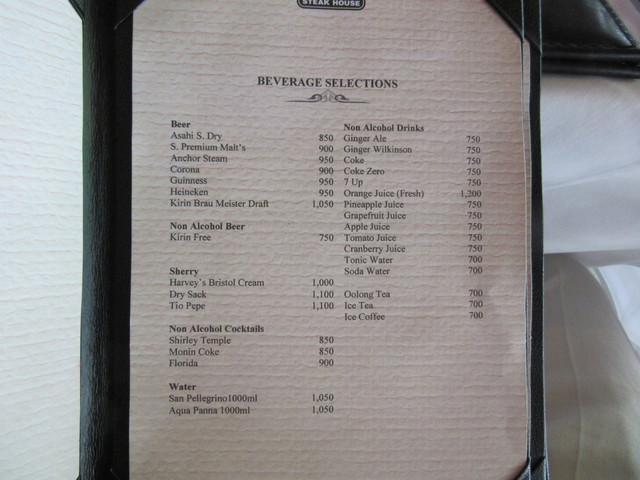 STEAK HOUSE
BEVERAGE SELECTIONS
Beer
Asahi S. Dry 850
S. Premium Malt's 900
Anchor Steam 950
Corona 900
Guinness 950
Heineken 950
Kirin Brau Meister Draft 1,050
Non Alcohol Beer
Kirin Free 750
Sherry
Harvey's Bristol Cream 1,000
Dry Sack 1,100
Tio Pepe 1,100
Non Alcohol Cocktails
Shirley Temple 850
Monin Coke 850
Florida 900
Water
San Pellegrino1000ml 1,050
Aqua Panna 1000ml 1,050
Non Alcohol Drinks
Ginger Ale 750
Ginger Wilkinson 750
Coke 750
Coke Zero 750
7 Up 750
Orange Juice (Fresh) 1,200
Pineapple Juice 750
Grapefruit Juice 750
Apple Juice 750
Tomato Juice 750
Cranberry Juice 750
Tonic Water 700
Soda Water 700
Oolong Tea 700
Ice Tea 700
Ice Coffee 700